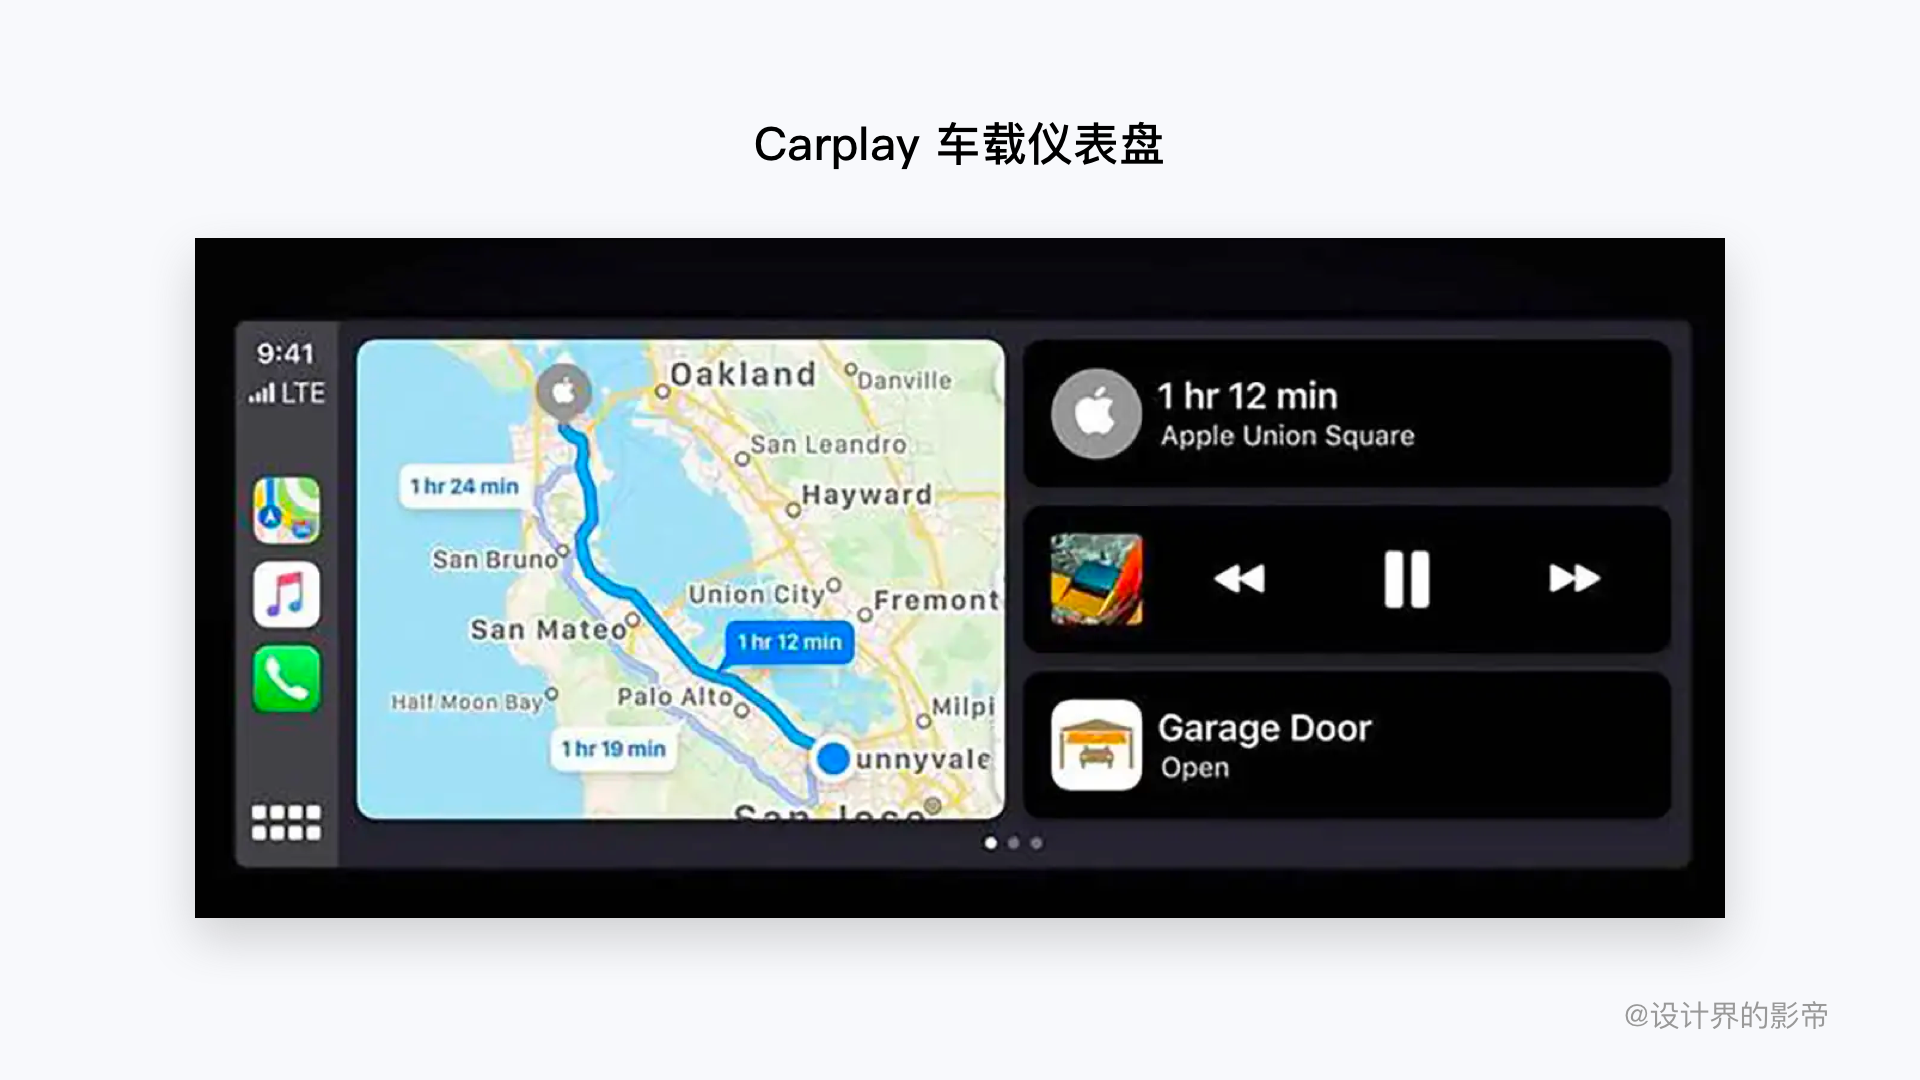 Carplay 车载仪表盘
9:41
LTE
Oakland
Danville
San Leandro
1 hr 24 min
Hayward
San Bruno
Union City
Fremont
San Mateo
1 hr 12 min
Half Moon Bay
Palo Alto
Milpi
1 hr 19 min
unnyvale
San Jose
1 hr 12 min
Apple Union Square
Garage Door
Open
@设计界的影帝